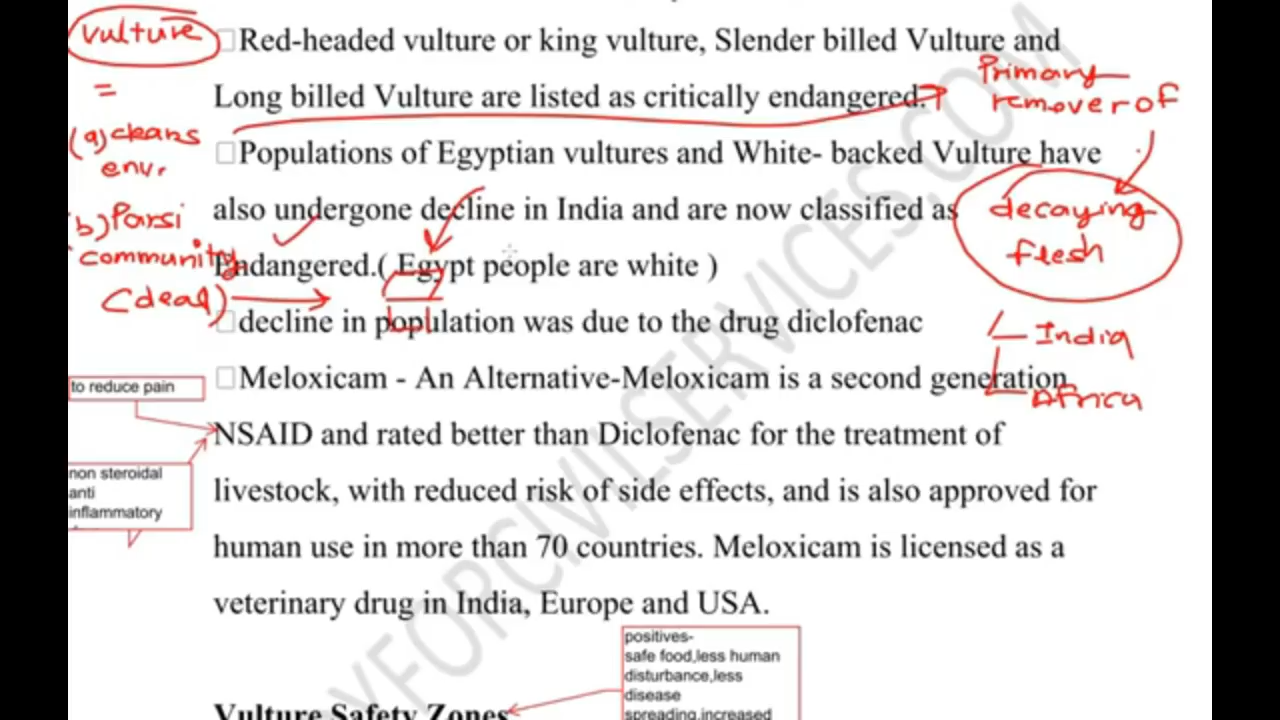 vulture
Red-headed vulture or king vulture, Slender billed Vulture and
Long billed Vulture are listed as critically endangered.
Primary
remover of
=
(a) cleans
env.
Populations of Egyptian vultures and White- backed Vulture have
also undergone decline in India and are now classified as
decaying
flesh
b) Parsi
community
(dead)
Endangered.( Egypt people are white )
decline in population was due to the drug diclofenac
India
Africa
Meloxicam - An Alternative-Meloxicam is a second generation
to reduce pain
NSAID and rated better than Diclofenac for the treatment of
non steroidal
anti
inflammatory
livestock, with reduced risk of side effects, and is also approved for
human use in more than 70 countries. Meloxicam is licensed as a
veterinary drug in India, Europe and USA.
positives-
safe food,less human
disturbance,less
disease
spreading,increased
Vulture Safety Zones
YFORCIVILSERVICES.COM